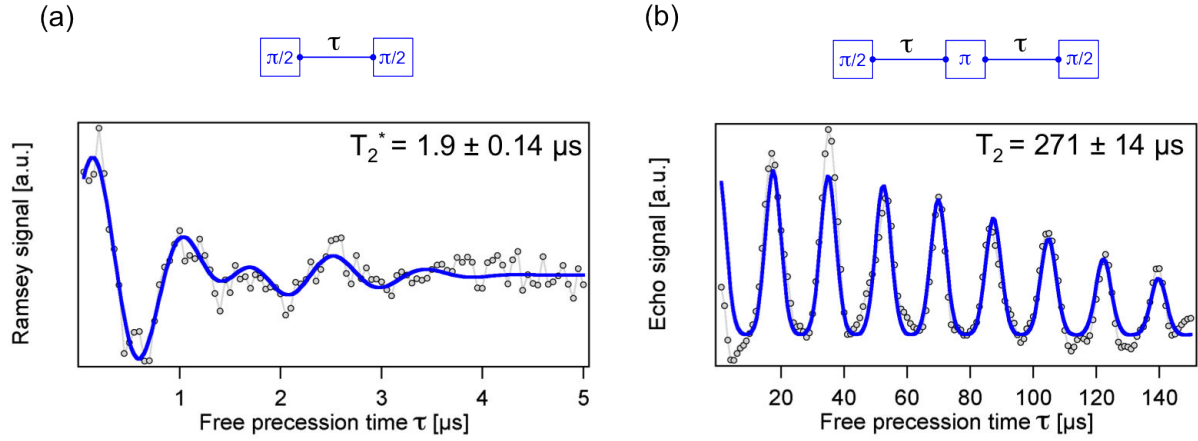 (a)
π/2 τ π/2
T₂* = 1.9 ± 0.14 µs
Ramsey signal [a.u.]
1 2 3 4 5
Free precession time τ [µs]
(b)
π/2 τ π τ π/2
T₂ = 271 ± 14 µs
Echo signal [a.u.]
20 40 60 80 100 120 140
Free precession time τ [µs]